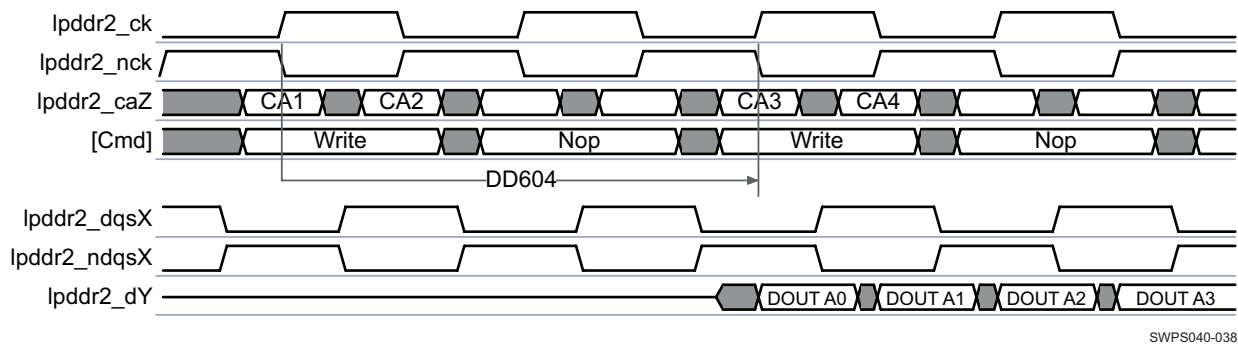 lpddr2_ck
lpddr2_nck
lpddr2_caZ CA1 CA2 CA3 CA4
[Cmd] Write Nop Write Nop
DD604
lpddr2_dqsX
lpddr2_ndqsX
lpddr2_dY DOUT A0 DOUT A1 DOUT A2 DOUT A3
SWPS040-038